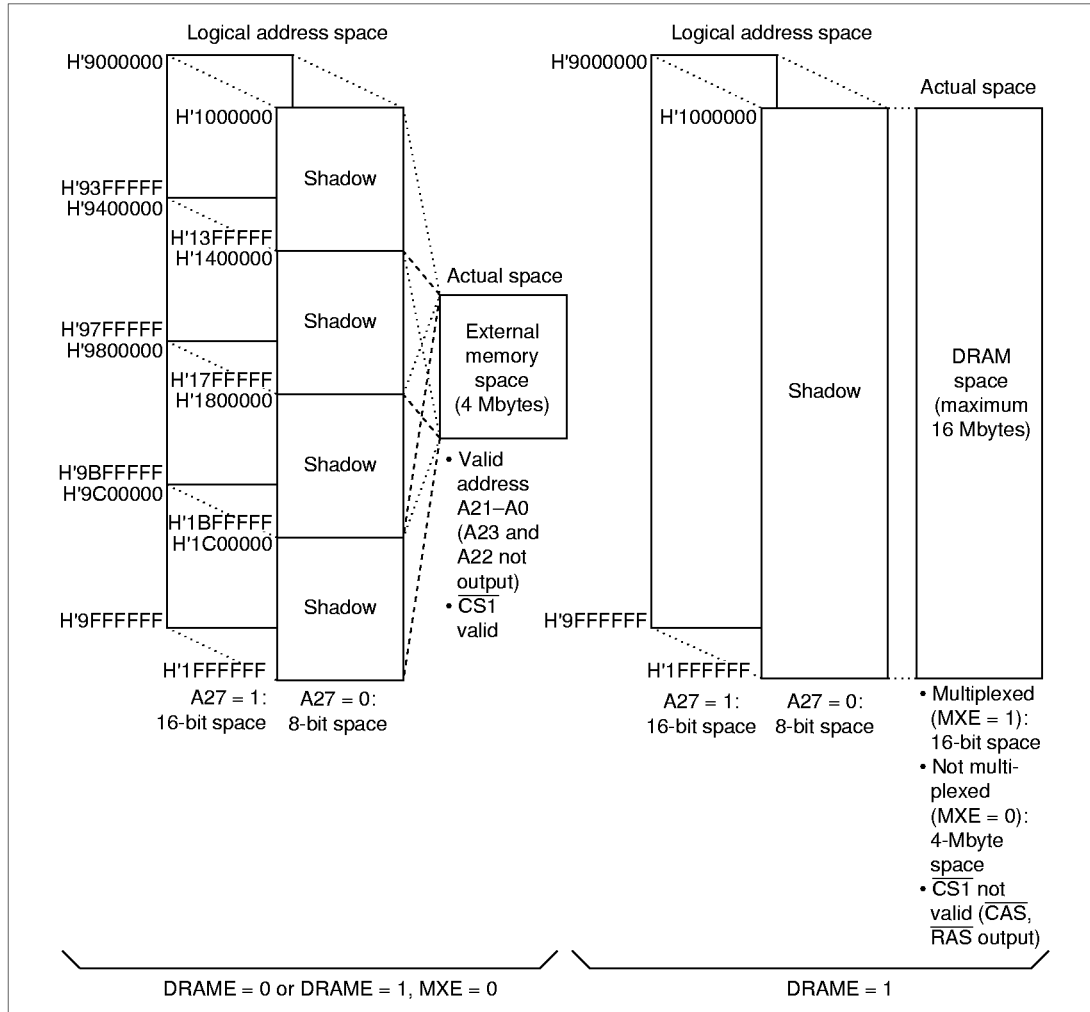 Logical address space
H'9000000
H'1000000
Shadow
H'93FFFFF
H'9400000
H'13FFFFF
H'1400000
Shadow
H'97FFFFF
H'9800000
H'17FFFFF
H'1800000
Shadow
H'9BFFFFF
H'9C00000
H'1BFFFFF
H'1C00000
Shadow
H'9FFFFFF
H'1FFFFFF
A27 = 1:
16-bit space
A27 = 0:
8-bit space
Actual space
External
memory
space
(4 Mbytes)
• Valid
address
A21–A0
(A23 and
A22 not
output)
• CS1
valid
DRAME = 0 or DRAME = 1, MXE = 0
Logical address space
H'9000000
H'1000000
Shadow
H'9FFFFFF
H'1FFFFFF
A27 = 1:
16-bit space
A27 = 0:
8-bit space
Actual space
DRAM
space
(maximum
16 Mbytes)
• Multiplexed
(MXE = 1):
16-bit space
• Not multi-
plexed
(MXE = 0):
4-Mbyte
space
• CS1 not
valid (CAS,
RAS output)
DRAME = 1